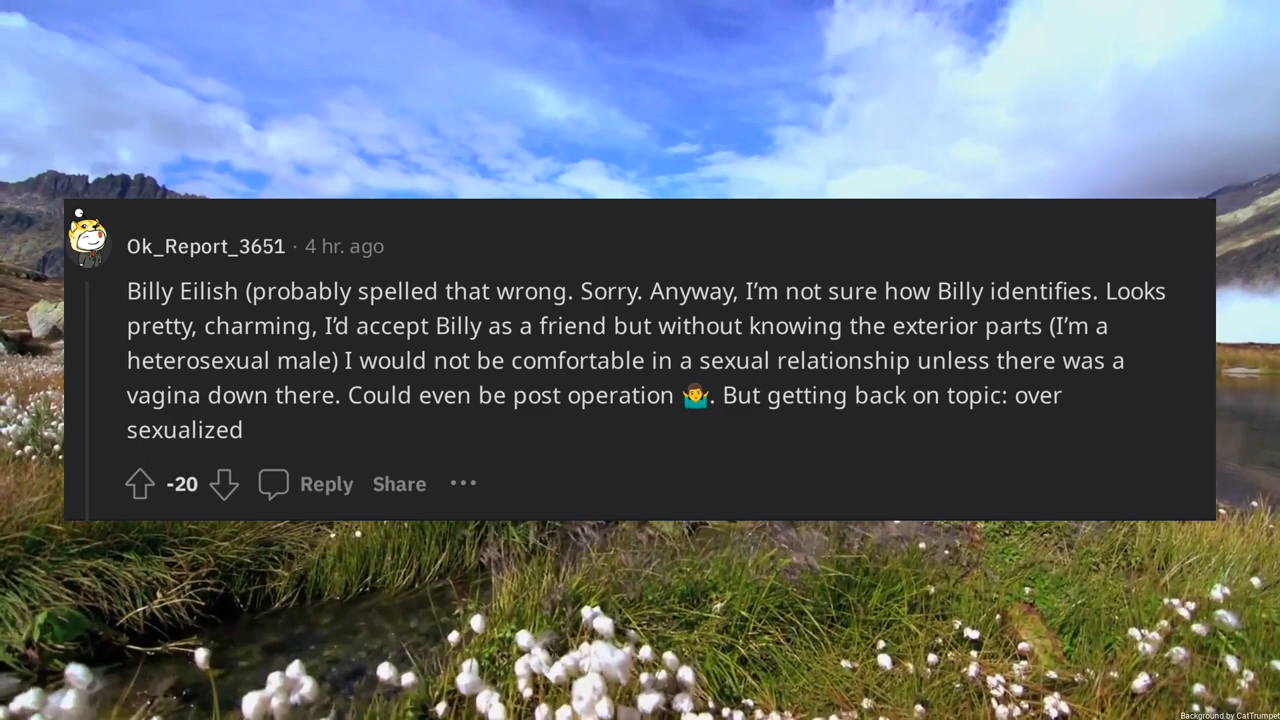 Ok_Report_3651 · 4 hr. ago
Billy Eilish (probably spelled that wrong. Sorry. Anyway, I’m not sure how Billy identifies. Looks
pretty, charming, I’d accept Billy as a friend but without knowing the exterior parts (I’m a
heterosexual male) I would not be comfortable in a sexual relationship unless there was a
vagina down there. Could even be post operation 🤷‍♂️. But getting back on topic: over
sexualized
-20 Reply Share ···
Background by CatTrumpet